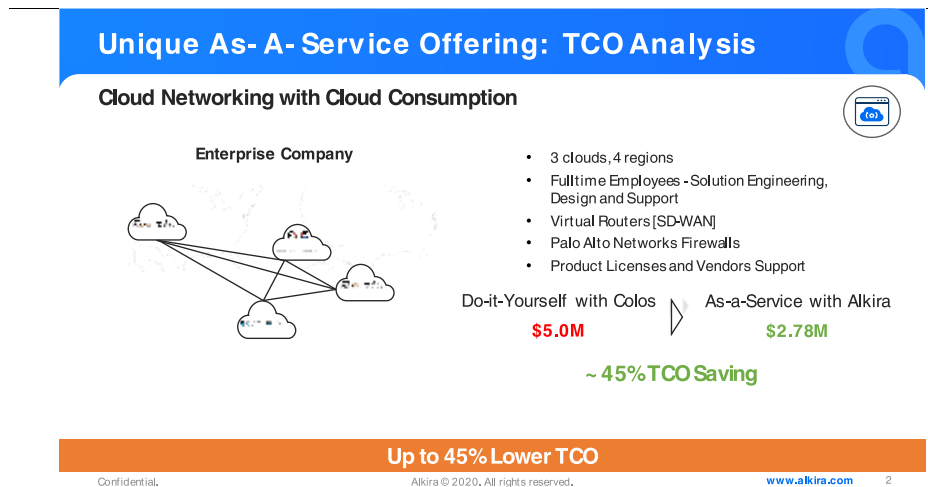 Unique As-A-Service Offering: TCO Analysis
Cloud Networking with Cloud Consumption
Enterprise Company
• 3 clouds, 4 regions
• Fulltime Employees - Solution Engineering,
Design and Support
• Virtual Routers [SD-WAN]
• Palo Alto Networks Firewalls
• Product Licenses and Vendors Support
Do-it-Yourself with Colos
As-a-Service with Alkira
$5.0M
$2.78M
~ 45% TCO Saving
Up to 45% Lower TCO
Confidential.
Alkira © 2020. All rights reserved.
www.alkira.com
2